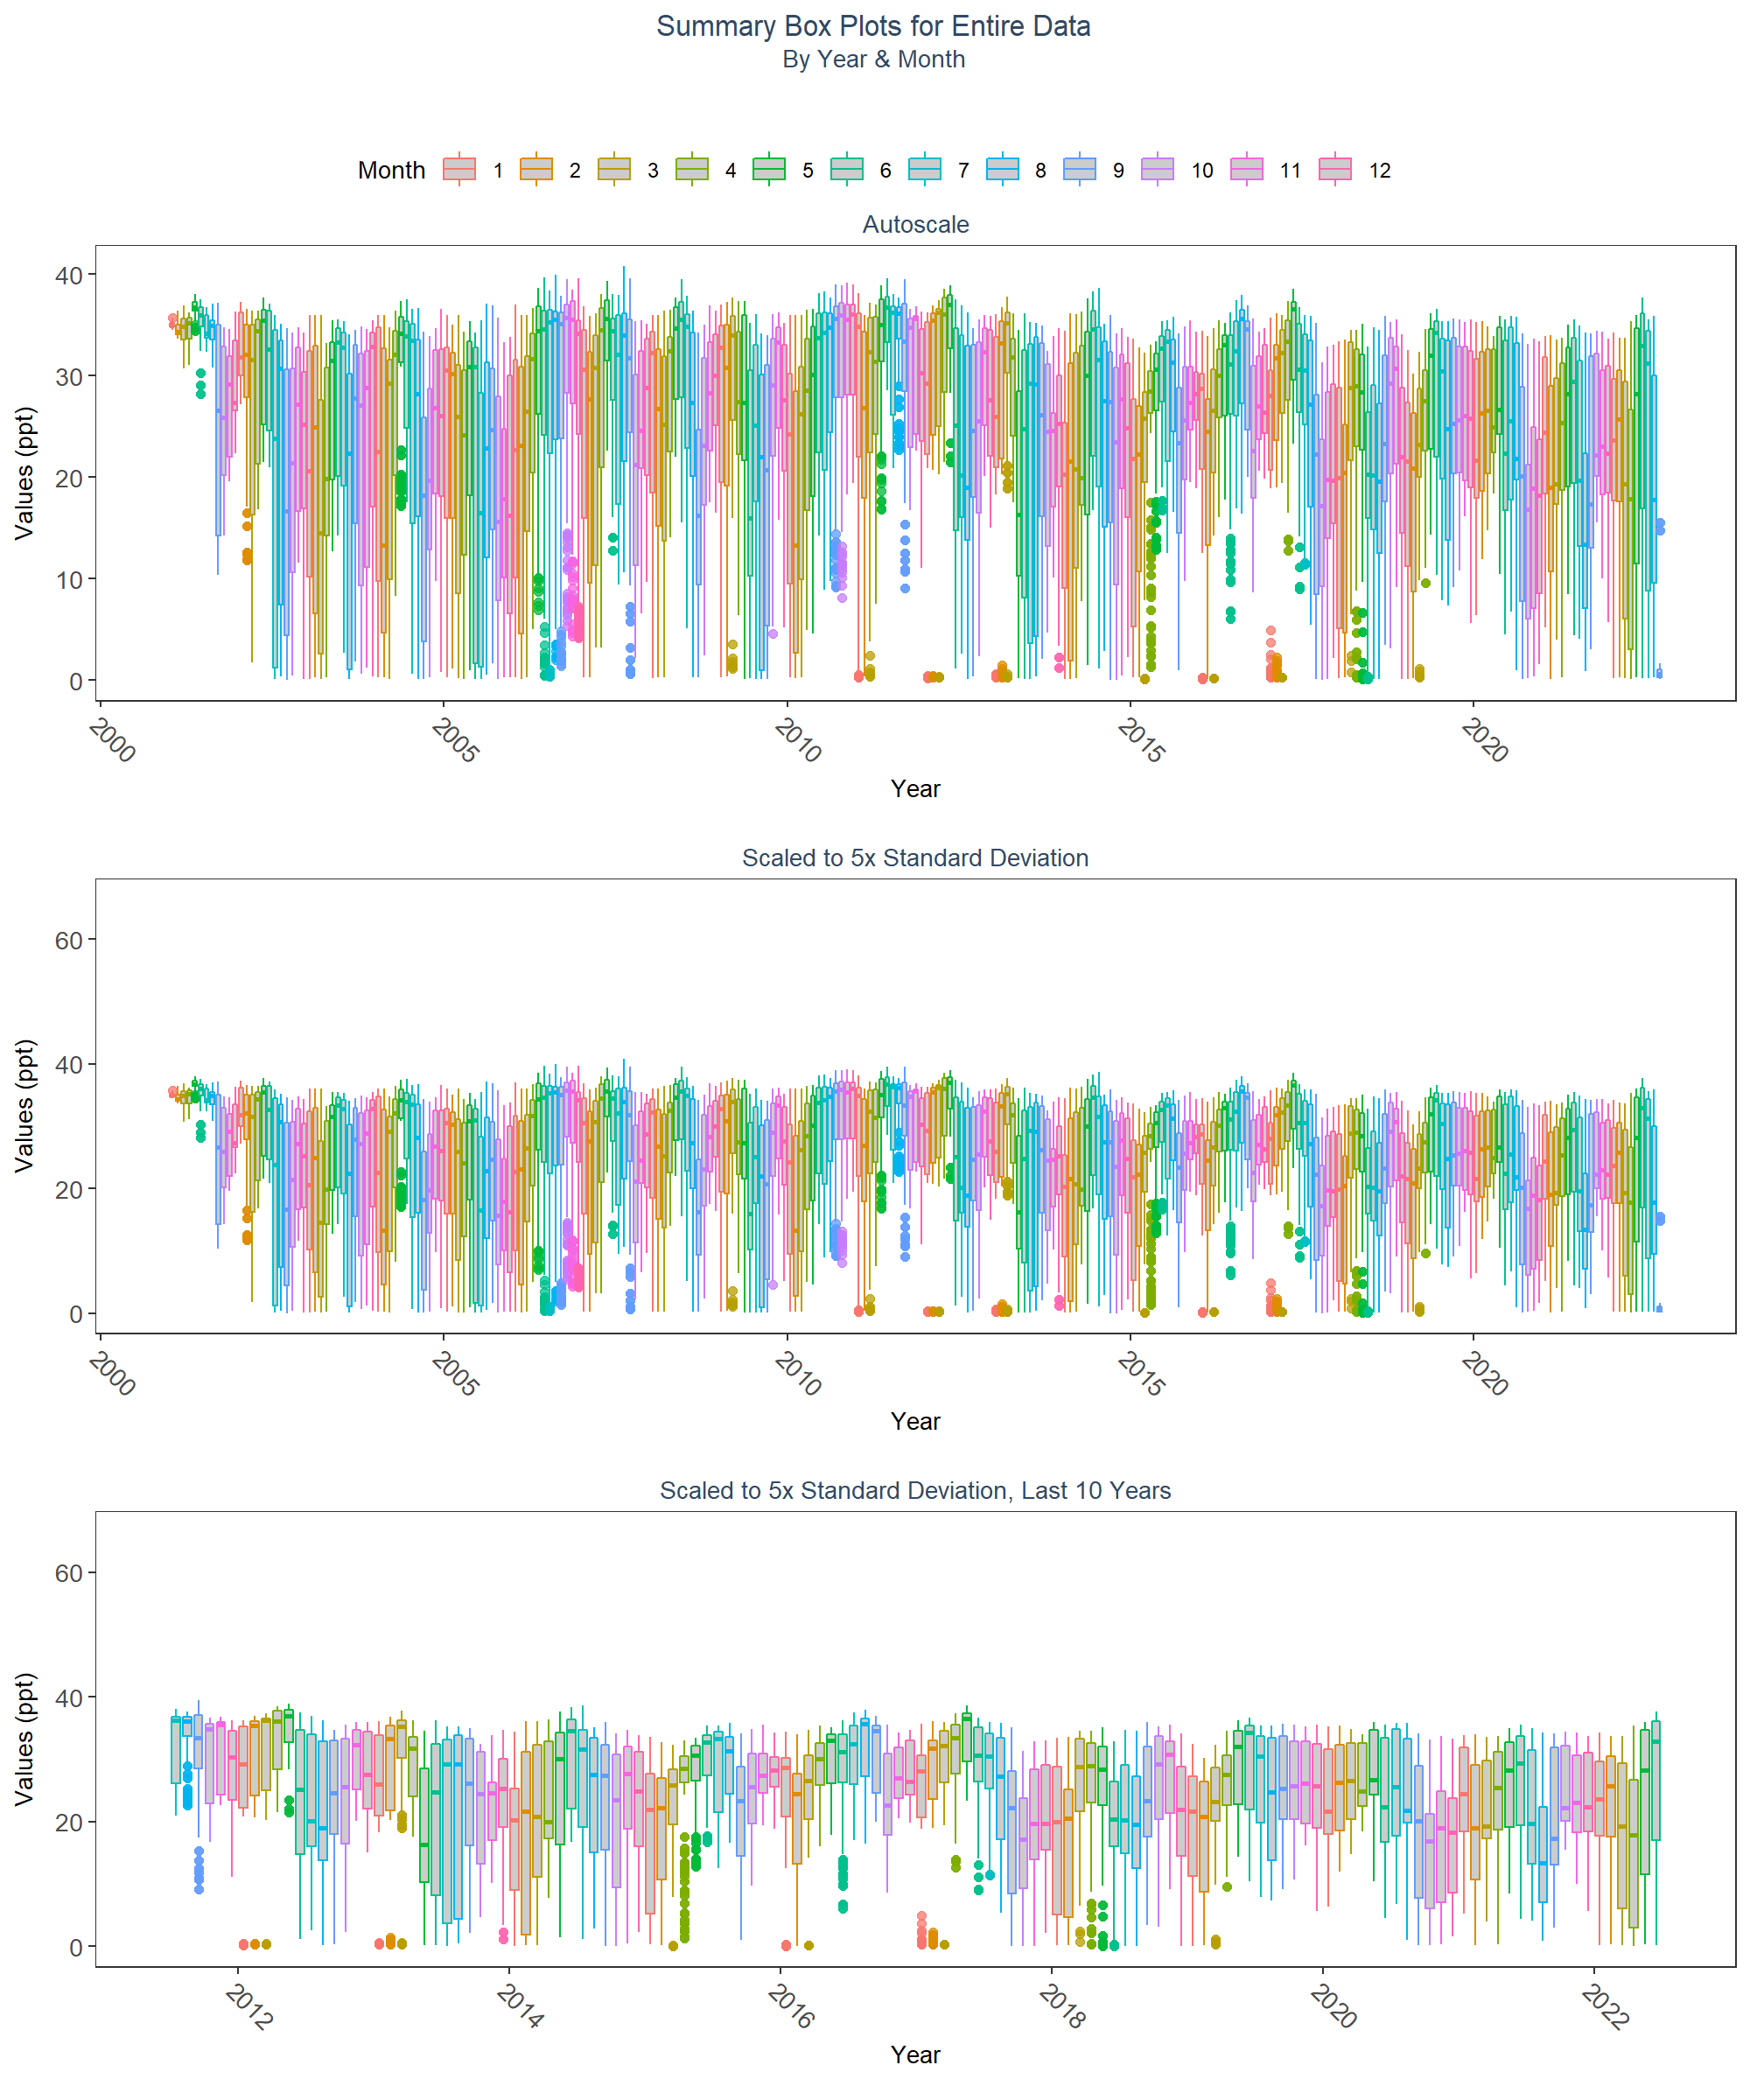 Summary Box Plots for Entire Data
By Year & Month
Month 1 2 3 4 5 6 7 8 9 10 11 12
Autoscale
Values (ppt)
40
30
20
10
0
2000 2005 2010 2015 2020
Year
Scaled to 5x Standard Deviation
Values (ppt)
60
40
20
0
2000 2005 2010 2015 2020
Year
Scaled to 5x Standard Deviation, Last 10 Years
Values (ppt)
60
40
20
0
2012 2014 2016 2018 2020 2022
Year